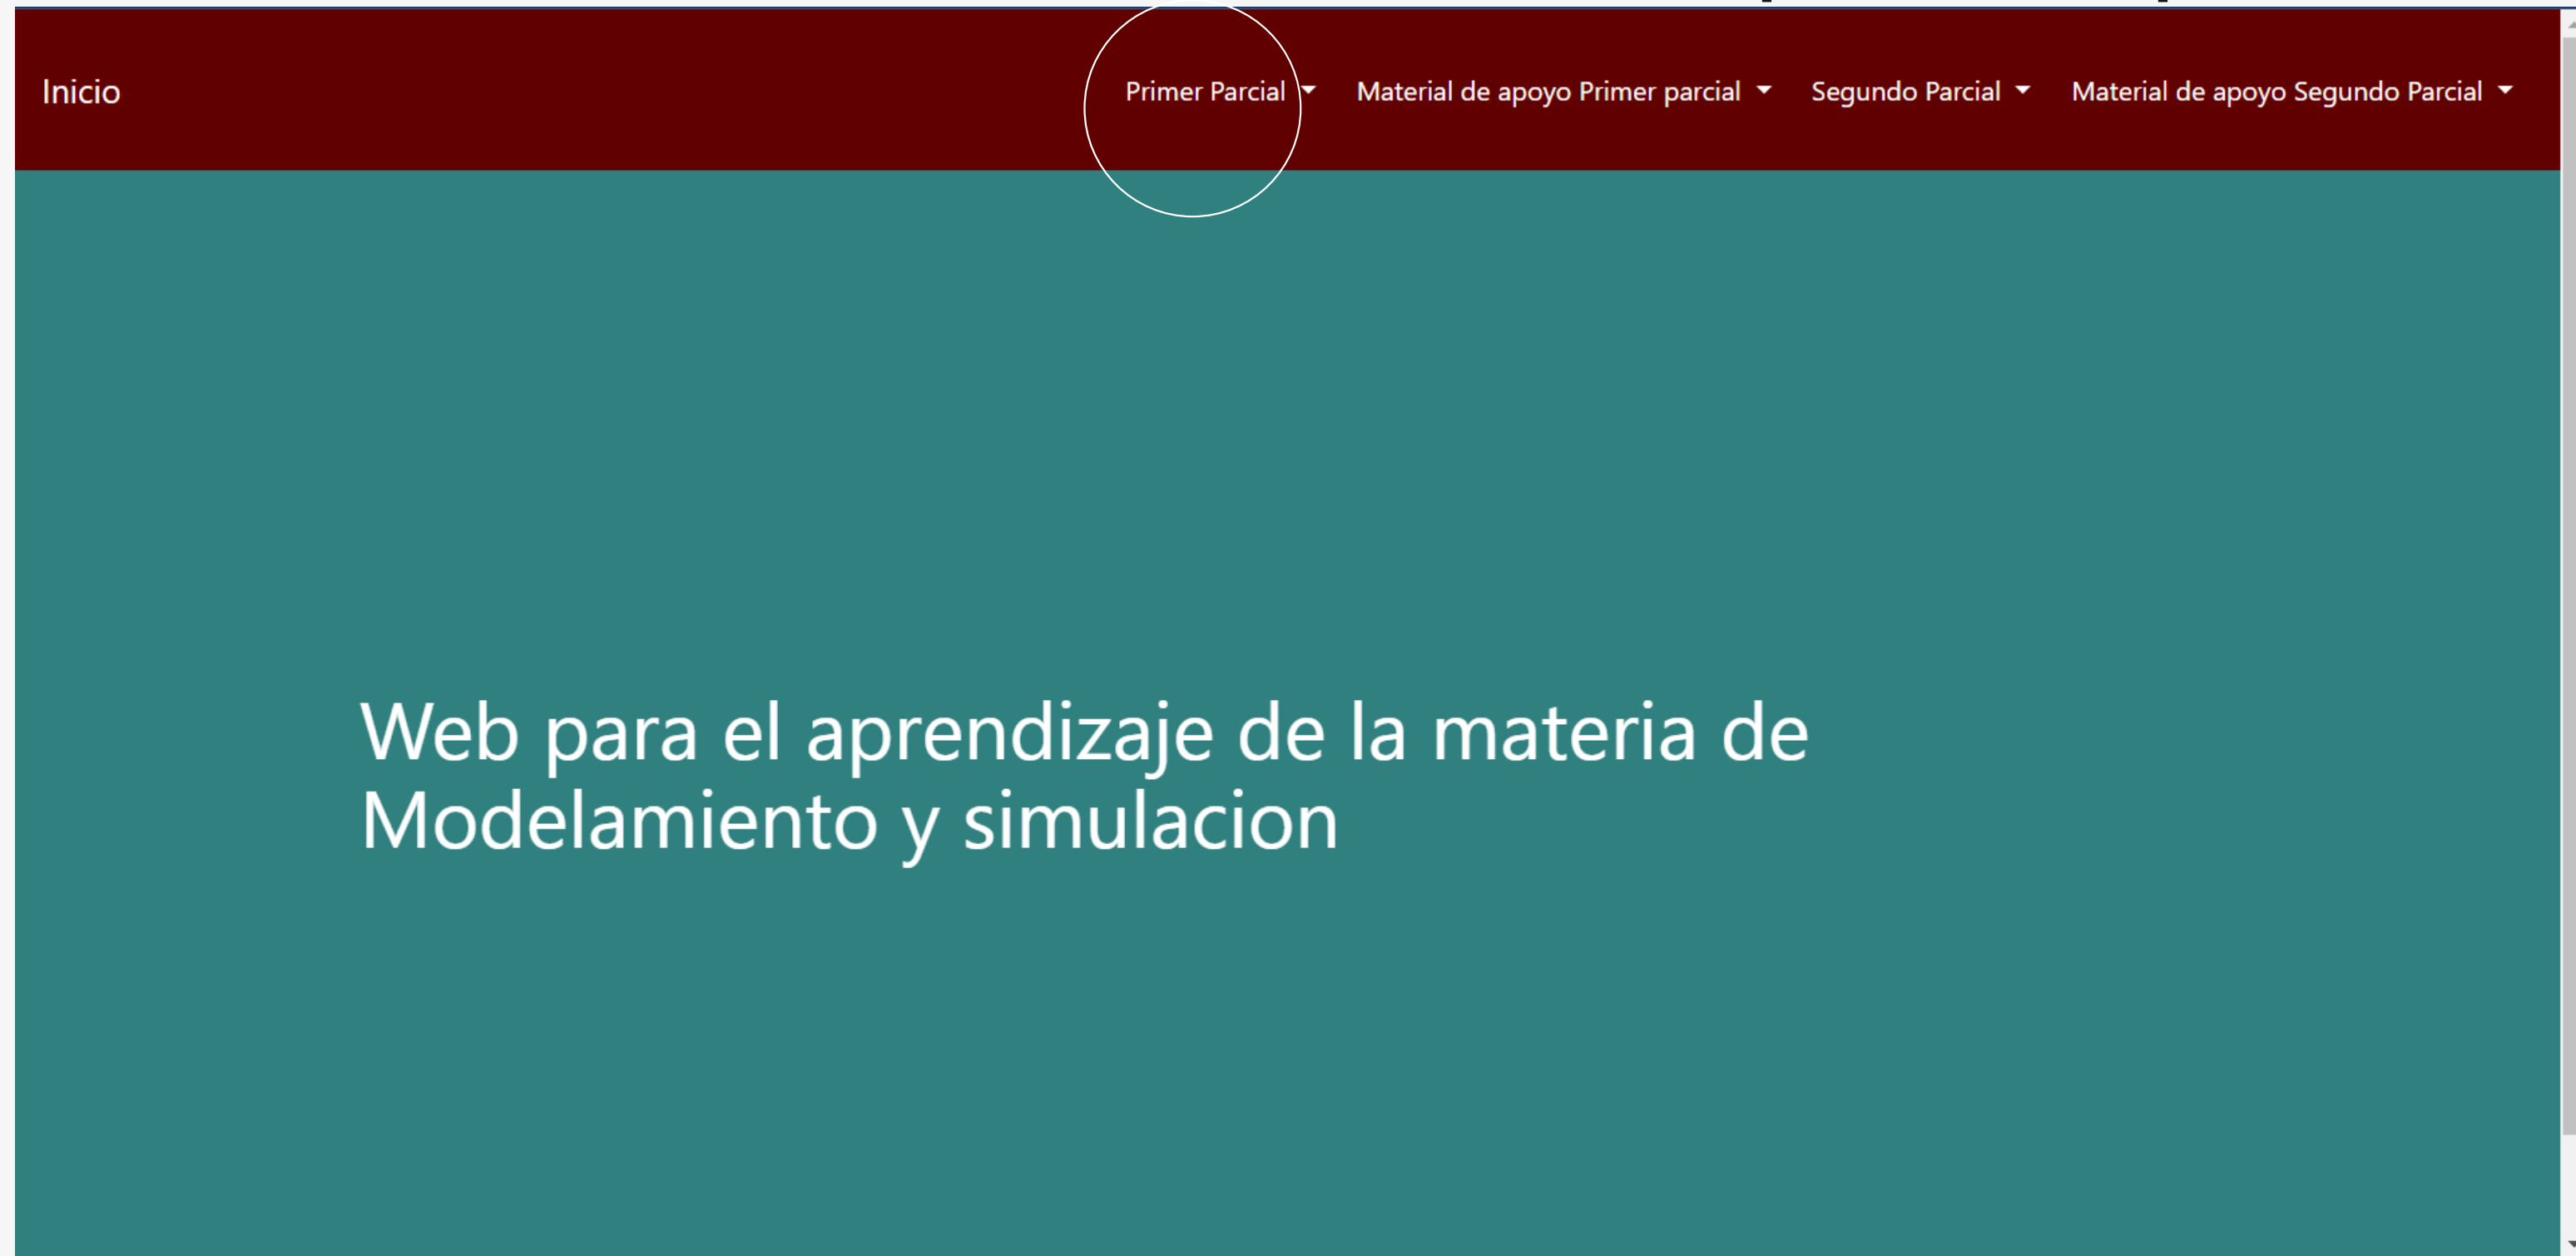 Inicio Primer Parcial Material de apoyo Primer parcial Segundo Parcial Material de apoyo Segundo Parcial
Web para el aprendizaje de la materia de
Modelamiento y simulacion